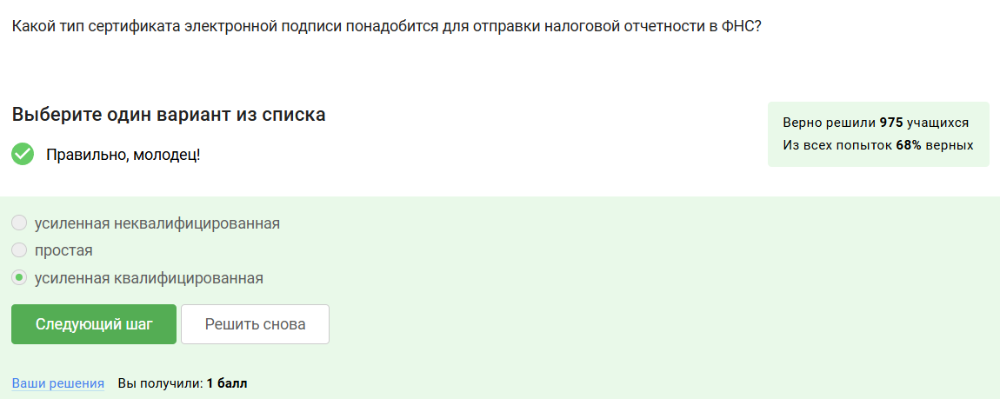 Какой тип сертификата электронной подписи понадобится для отправки налоговой отчетности в ФНС?
Выберите один вариант из списка
Правильно, молодец!
Верно решили 975 учащихся
Из всех попыток 68% верных
усиленная неквалифицированная
простая
усиленная квалифицированная
Следующий шаг
Решить снова
Ваши решения Вы получили: 1 балл